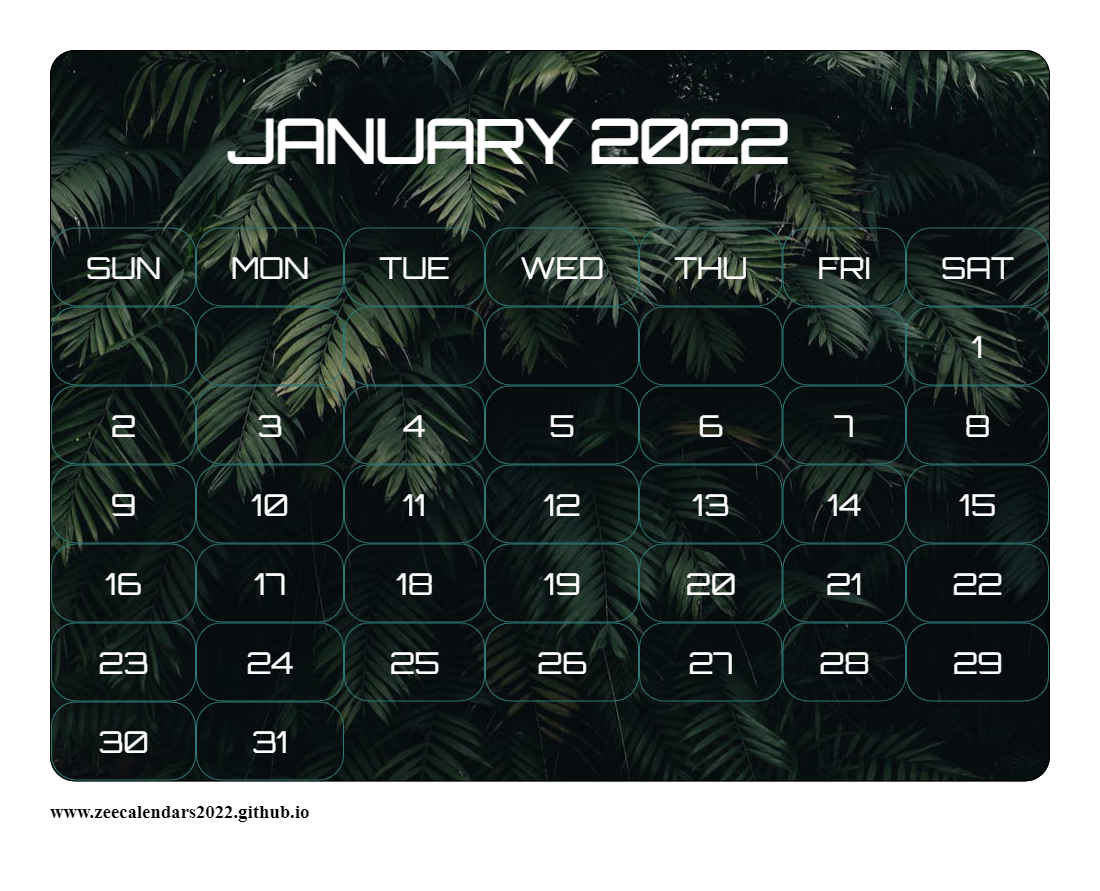 JANUARY 2022
SUN MON TUE WED THU FRI SAT
1
2 3 4 5 6 7 8
9 10 11 12 13 14 15
16 17 18 19 20 21 22
23 24 25 26 27 28 29
30 31
www.zeecalendars2022.github.io